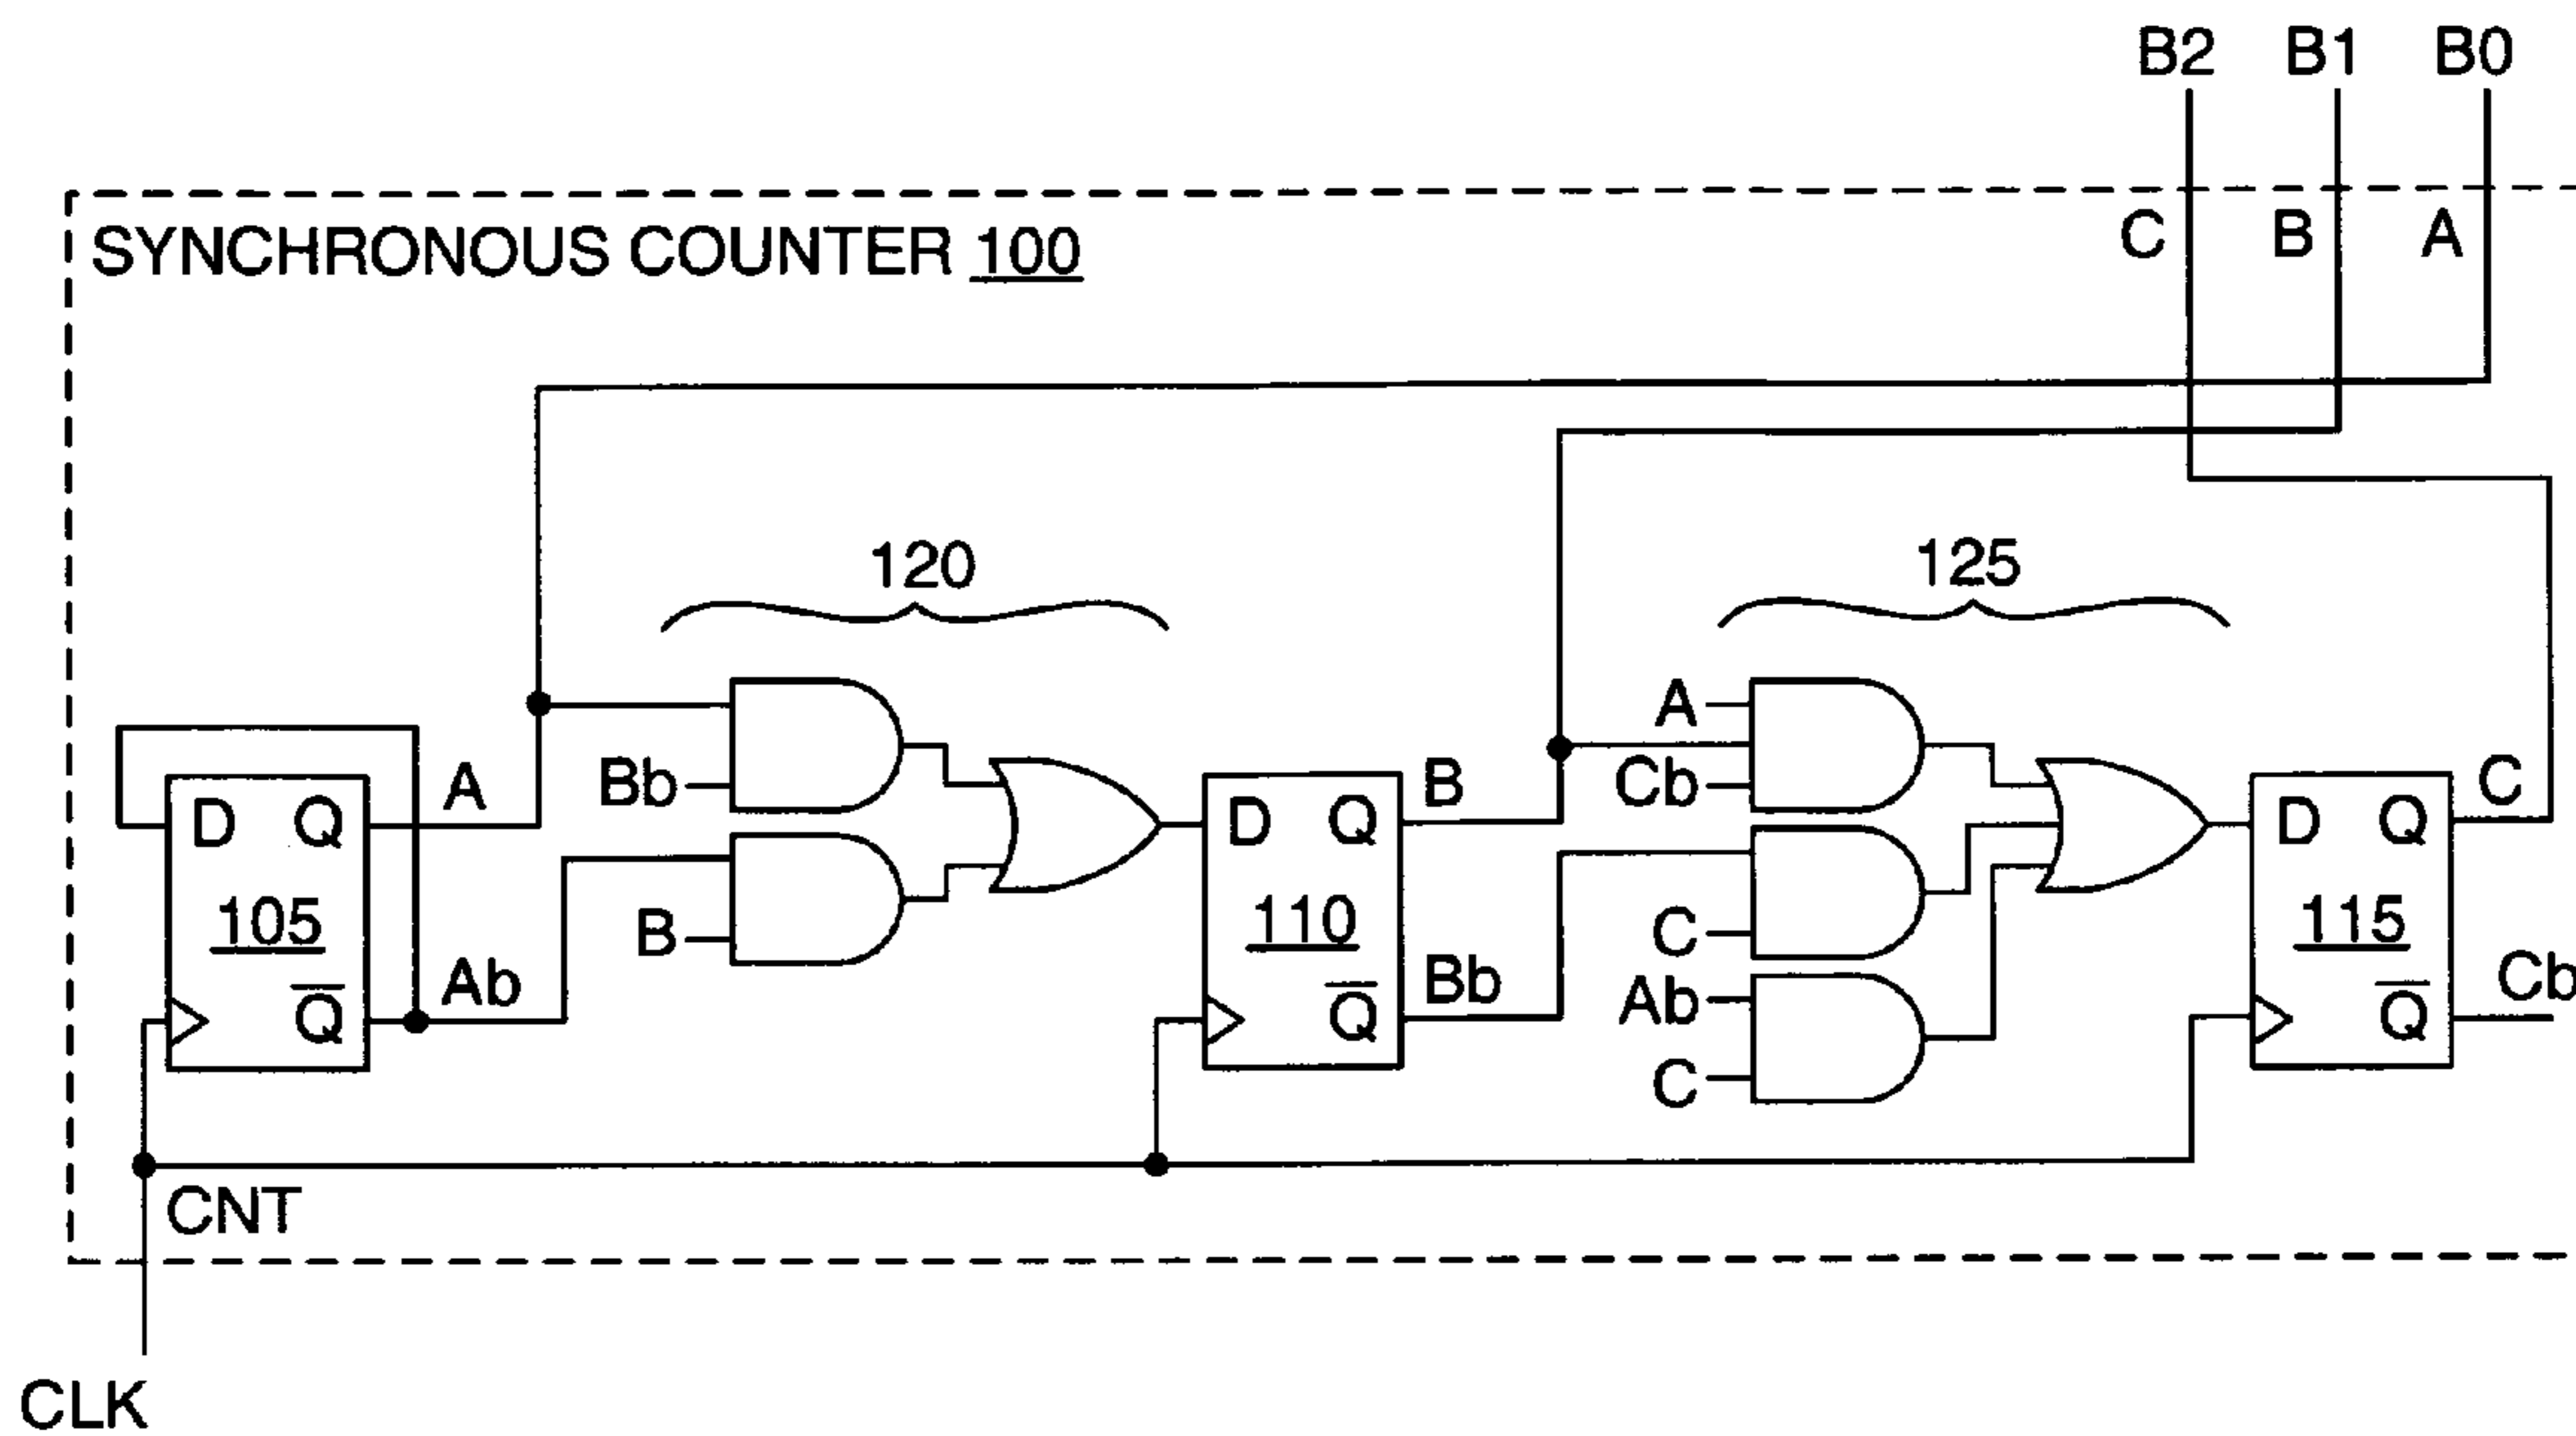 B2 B1 B0
C B A
SYNCHRONOUS COUNTER 100
120
125
A
Bb
B
A
Cb
C
Ab
C
D Q
105
Q̅
A
Ab
D Q
110
Q̅
B
Bb
D Q
115
Q̅
C
Cb
CNT
CLK